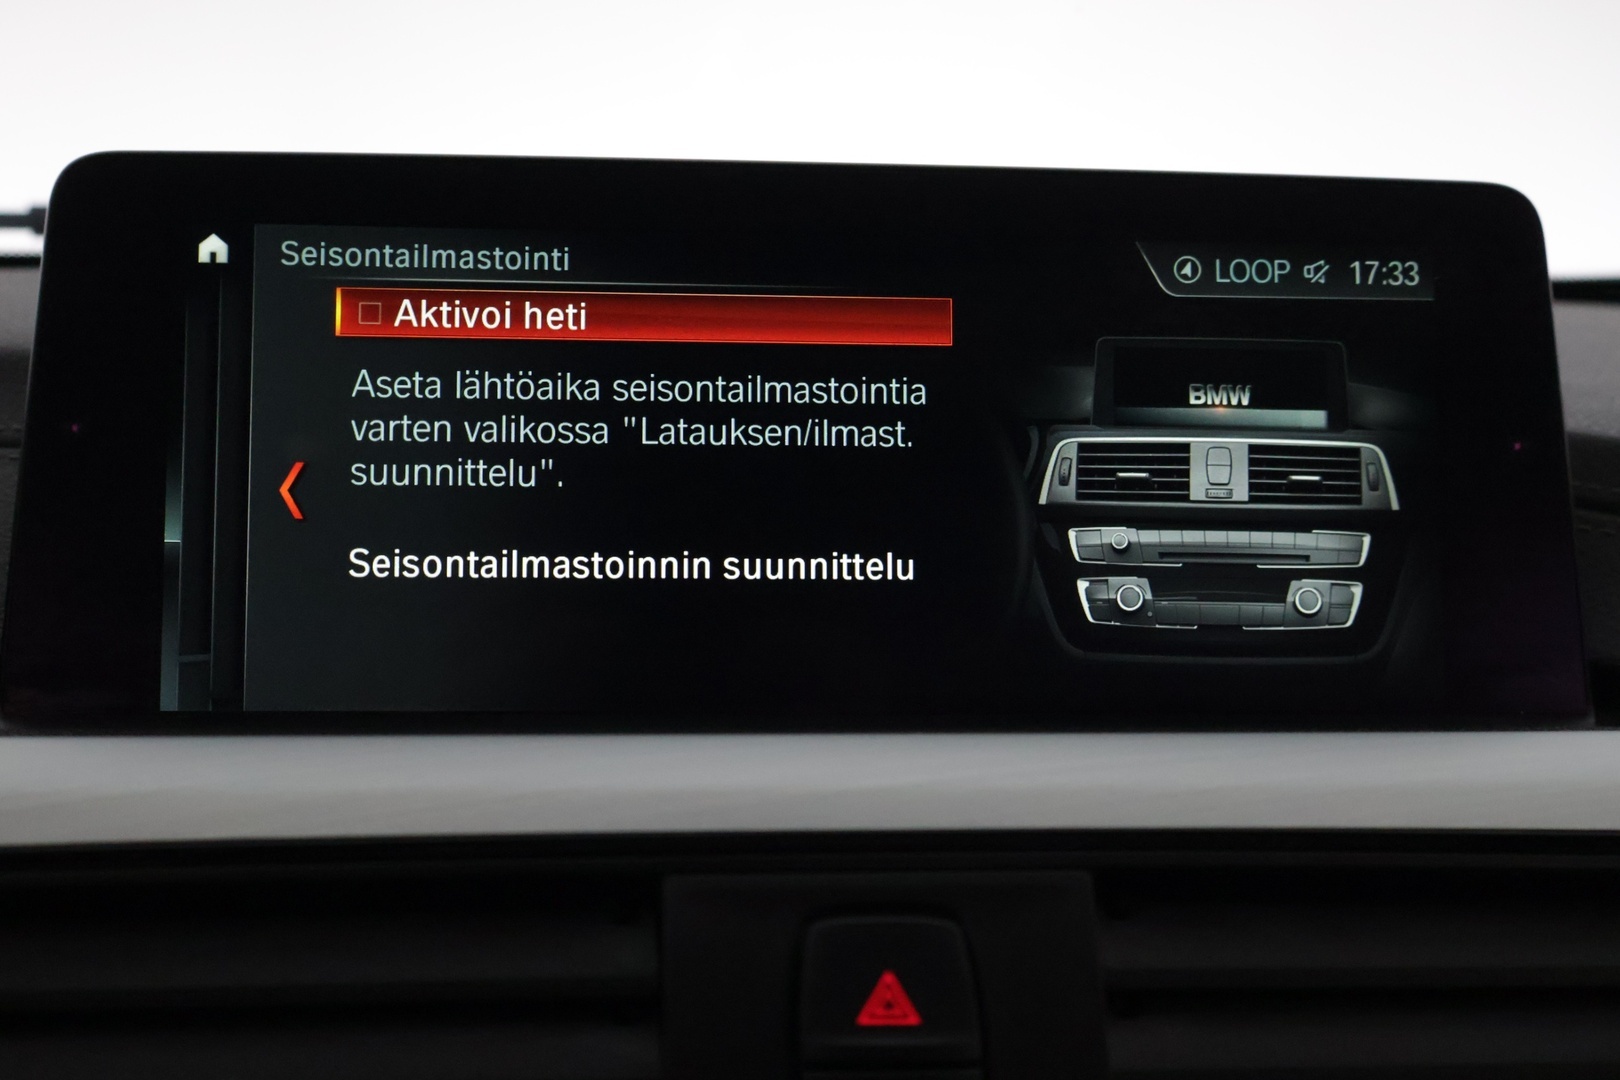 Seisontailmastointi
LOOP 17:33
Aktivoi heti
Aseta lähtöaika seisontailmastointia
varten valikossa "Latauksen/ilmast.
suunnittelu".
Seisontailmastoinnin suunnittelu
BMW